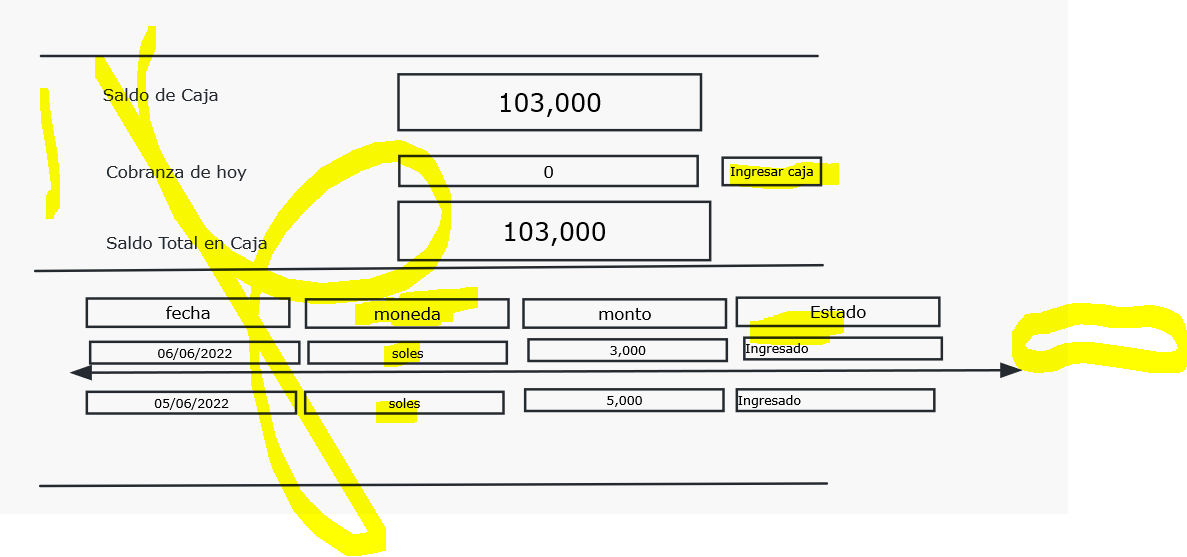 Saldo de Caja 103,000
Cobranza de hoy 0 Ingresar caja
Saldo Total en Caja 103,000
fecha moneda monto Estado
06/06/2022 soles 3,000 Ingresado
05/06/2022 soles 5,000 Ingresado